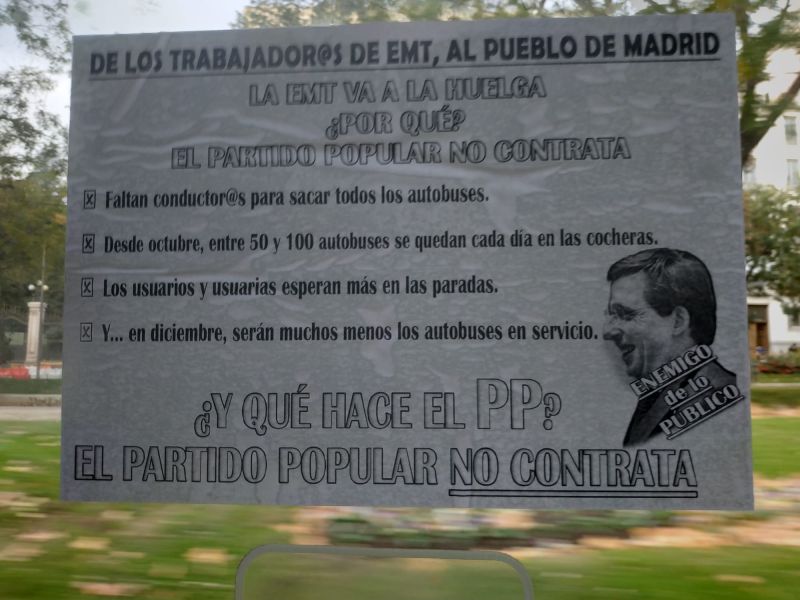 DE LOS TRABAJADOR@S DE EMT, AL PUEBLO DE MADRID
LA EMT VA A LA HUELGA
¿POR QUÉ?
EL PARTIDO POPULAR NO CONTRATA
Faltan conductor@s para sacar todos los autobuses.
Desde octubre, entre 50 y 100 autobuses se quedan cada día en las cocheras.
Los usuarios y usuarias esperan más en las paradas.
Y... en diciembre, serán muchos menos los autobuses en servicio.
ENEMIGO
de lo
PÚBLICO
¿Y QUÉ HACE EL PP?
EL PARTIDO POPULAR NO CONTRATA